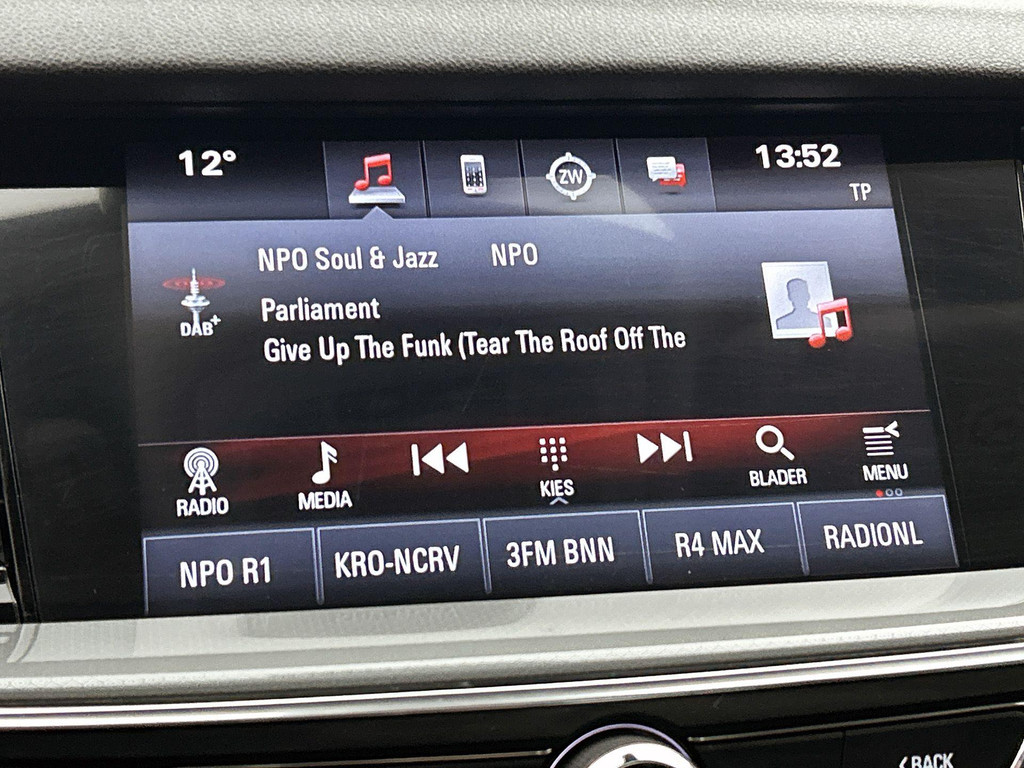 12° 13:52
ZW
TP
NPO Soul & Jazz NPO
DAB+
Parliament
Give Up The Funk (Tear The Roof Off The
RADIO MEDIA KIES BLADER MENU
NPO R1 KRO-NCRV 3FM BNN R4 MAX RADIONL
BACK